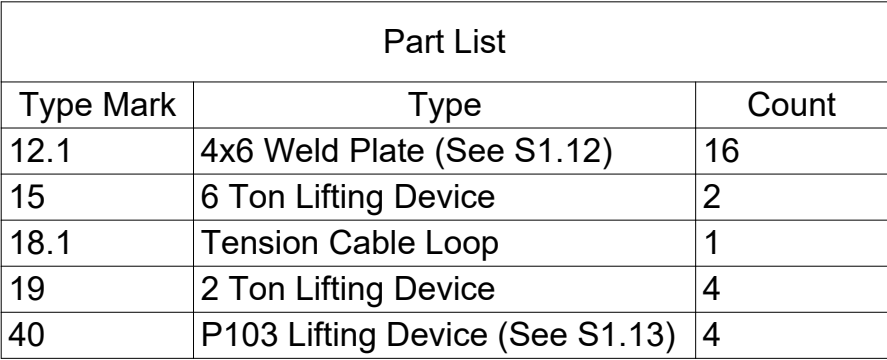 Part List
Type Mark Type Count
12.1 4x6 Weld Plate (See S1.12) 16
15 6 Ton Lifting Device 2
18.1 Tension Cable Loop 1
19 2 Ton Lifting Device 4
40 P103 Lifting Device (See S1.13) 4